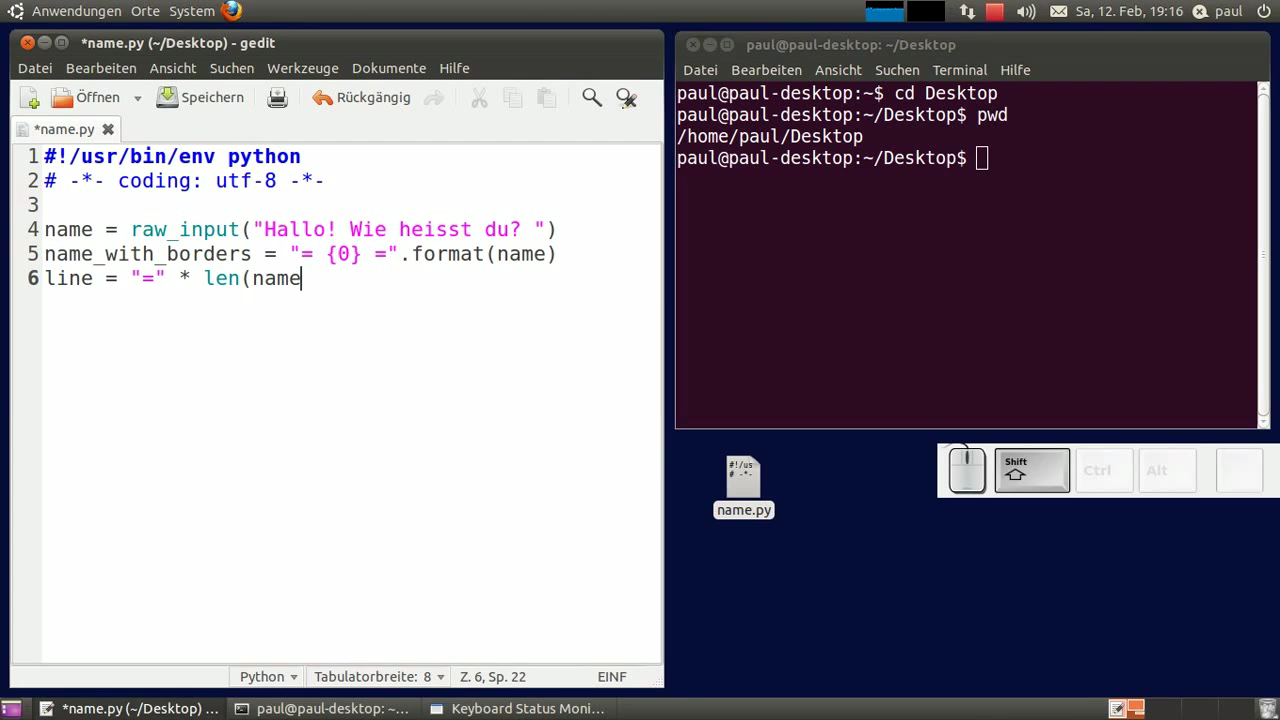 Anwendungen Orte System
Sa, 12. Feb, 19:16 paul
*name.py (~/Desktop) - gedit
Datei Bearbeiten Ansicht Suchen Werkzeuge Dokumente Hilfe
Öffnen Speichern Rückgängig
*name.py
1 #!/usr/bin/env python
2 # -*- coding: utf-8 -*-
3
4 name = raw_input("Hallo! Wie heisst du? ")
5 name_with_borders = "= {0} =".format(name)
6 line = "=" * len(name
Python Tabulatorbreite: 8 Z. 6, Sp. 22 EINF
paul@paul-desktop: ~/Desktop
Datei Bearbeiten Ansicht Suchen Terminal Hilfe
paul@paul-desktop:~$ cd Desktop
paul@paul-desktop:~/Desktop$ pwd
/home/paul/Desktop
paul@paul-desktop:~/Desktop$
#!/us
# -*-
name.py
Shift Ctrl Alt
*name.py (~/Desktop) ... paul@paul-desktop: ~... Keyboard Status Moni...